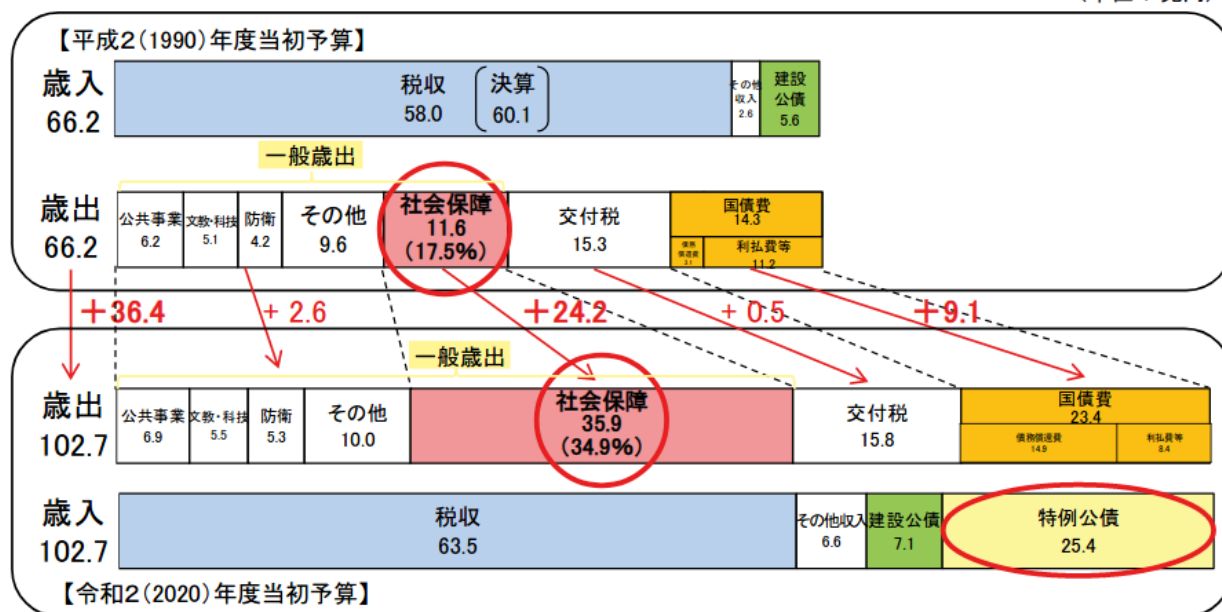 【平成2(1990)年度当初予算】
歳入
66.2
税収
58.0
決算
60.1
その他
収入
2.6
建設
公債
5.6
一般歳出
歳出
66.2
公共事業
6.2
文教・科技
5.1
防衛
4.2
その他
9.6
社会保障
11.6
(17.5%)
交付税
15.3
国債費
14.3
債務
償還費
3.1
利払費等
11.2
+36.4
+ 2.6
+24.2
+ 0.5
+9.1
一般歳出
歳出
102.7
公共事業
6.9
文教・科技
5.5
防衛
5.3
その他
10.0
社会保障
35.9
(34.9%)
交付税
15.8
国債費
23.4
債務償還費
14.9
利払費等
8.4
歳入
102.7
税収
63.5
その他収入
6.6
建設公債
7.1
特例公債
25.4
【令和2(2020)年度当初予算】